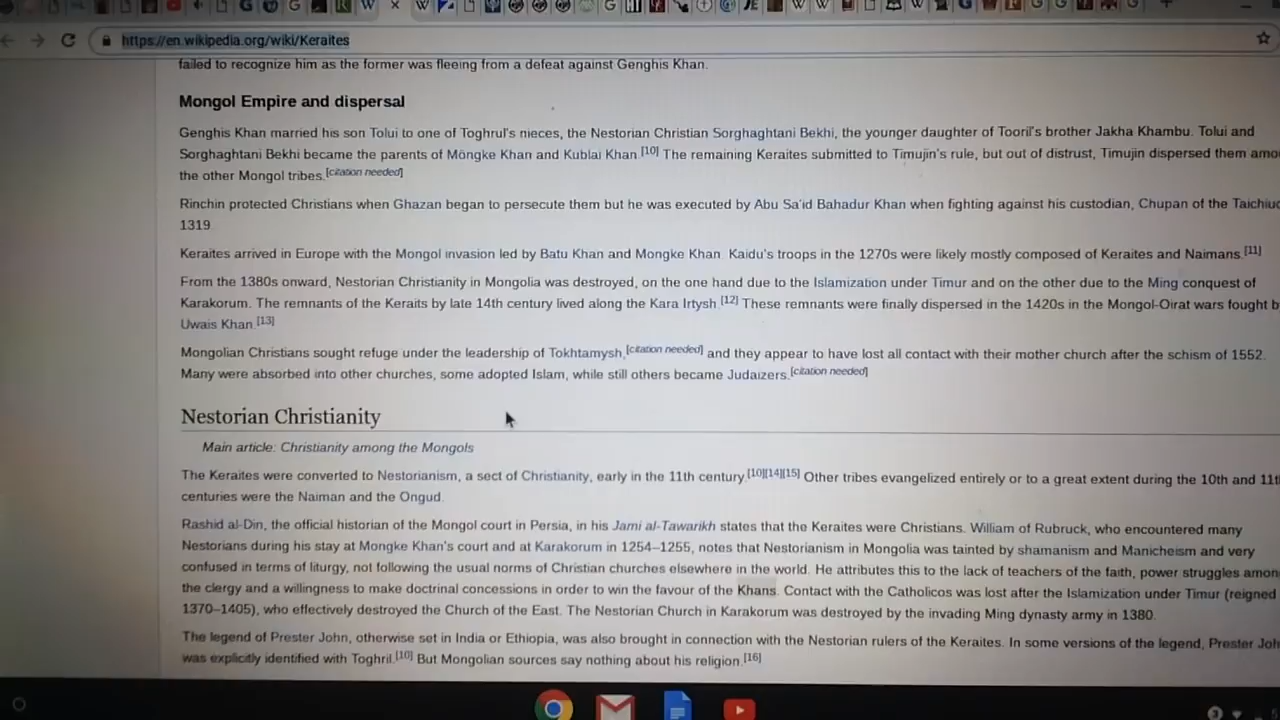 https://en.wikipedia.org/wiki/Keraites
failed to recognize him as the former was fleeing from a defeat against Genghis Khan.
Mongol Empire and dispersal
Genghis Khan married his son Tolui to one of Toghrul's nieces, the Nestorian Christian Sorghaghtani Bekhi, the younger daughter of Tooril's brother Jakha Khambu. Tolui and
Sorghaghtani Bekhi became the parents of Möngke Khan and Kublai Khan.[10] The remaining Keraites submitted to Timujin's rule, but out of distrust, Timujin dispersed them amo
the other Mongol tribes.[citation needed]
Rinchin protected Christians when Ghazan began to persecute them but he was executed by Abu Sa'id Bahadur Khan when fighting against his custodian, Chupan of the Taichiud
1319
Keraites arrived in Europe with the Mongol invasion led by Batu Khan and Mongke Khan. Kaidu's troops in the 1270s were likely mostly composed of Keraites and Naimans.[11]
From the 1380s onward, Nestorian Christianity in Mongolia was destroyed, on the one hand due to the Islamization under Timur and on the other due to the Ming conquest of
Karakorum. The remnants of the Keraits by late 14th century lived along the Kara Irtysh.[12] These remnants were finally dispersed in the 1420s in the Mongol-Oirat wars fought b
Uwais Khan.[13]
Mongolian Christians sought refuge under the leadership of Tokhtamysh,[citation needed] and they appear to have lost all contact with their mother church after the schism of 1552.
Many were absorbed into other churches, some adopted Islam, while still others became Judaizers.[citation needed]
Nestorian Christianity
Main article: Christianity among the Mongols
The Keraites were converted to Nestorianism, a sect of Christianity, early in the 11th century.[10][14][15] Other tribes evangelized entirely or to a great extent during the 10th and 11t
centuries were the Naiman and the Ongud.
Rashid al-Din, the official historian of the Mongol court in Persia, in his Jami al-Tawarikh states that the Keraites were Christians. William of Rubruck, who encountered many
Nestorians during his stay at Mongke Khan's court and at Karakorum in 1254–1255, notes that Nestorianism in Mongolia was tainted by shamanism and Manicheism and very
confused in terms of liturgy, not following the usual norms of Christian churches elsewhere in the world. He attributes this to the lack of teachers of the faith, power struggles amon
the clergy and a willingness to make doctrinal concessions in order to win the favour of the Khans. Contact with the Catholicos was lost after the Islamization under Timur (reigned
1370–1405), who effectively destroyed the Church of the East. The Nestorian Church in Karakorum was destroyed by the invading Ming dynasty army in 1380.
The legend of Prester John, otherwise set in India or Ethiopia, was also brought in connection with the Nestorian rulers of the Keraites. In some versions of the legend, Prester Joh
was explicitly identified with Toghril.[10] But Mongolian sources say nothing about his religion.[16]